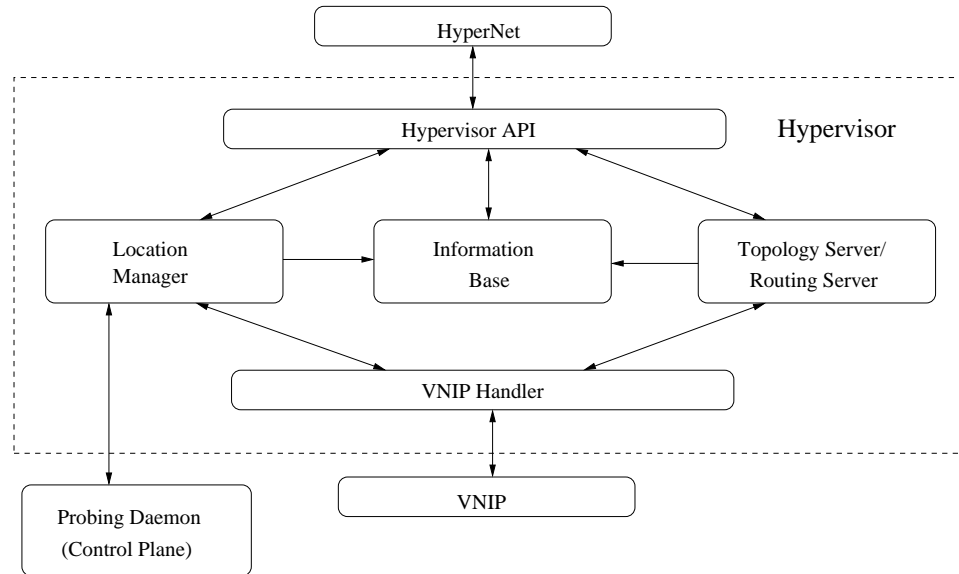 HyperNet
Hypervisor API
Hypervisor
Location
Manager
Information
Base
Topology Server/
Routing Server
VNIP Handler
Probing Daemon
(Control Plane)
VNIP